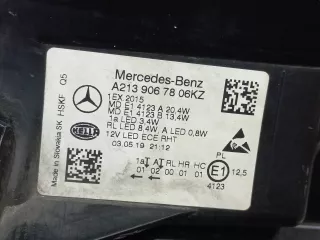 Mercedes-Benz
A213 906 78 06KZ
1EX 2015
MD E1 4123 A 20,4W
MD E1 4123 B 13,4W
1a LED 3,4W
RL LED 8,4W A LED 0,8W
12V LED ECE RHT
03.05.19 21:12
HELLA
Made in Slovakia SK HSKF Q5
1a AT RL HR HC
01 02 00 01 01
PL
E1
12,5
4123